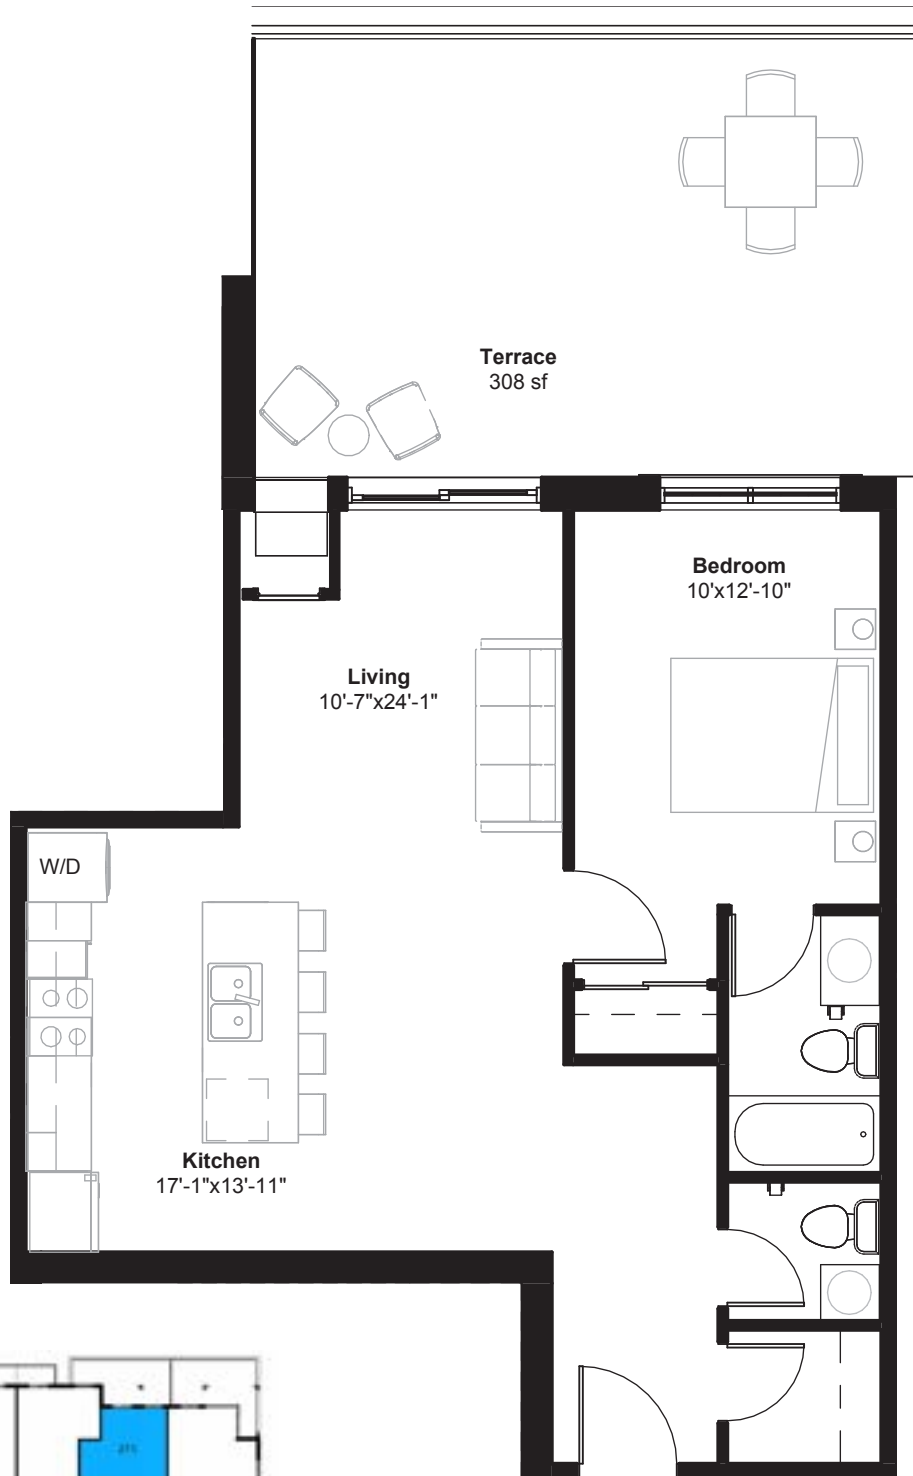 Terrace
308 sf
Bedroom
10'x12'-10"
Living
10'-7"x24'-1"
W/D
Kitchen
17'-1"x13'-11"